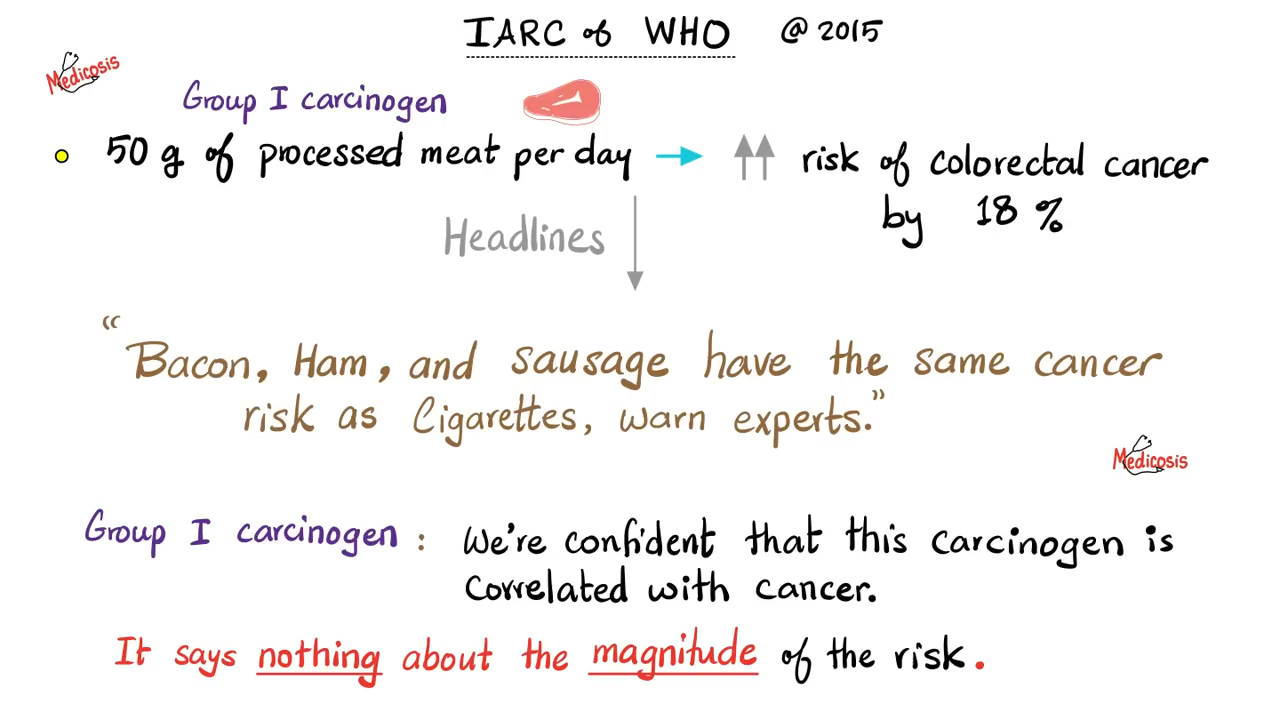 IARC of WHO @ 2015
Medicosis
Group I carcinogen
50 g of processed meat per day → ↑↑ risk of colorectal cancer
by 18 %
Headlines
“Bacon, Ham, and sausage have the same cancer
risk as Cigarettes, warn experts.”
Medicosis
Group I carcinogen : We're confident that this carcinogen is
correlated with cancer.
It says nothing about the magnitude of the risk.